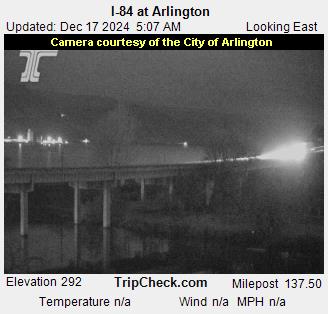 I-84 at Arlington
Updated: Dec 17 2024 5:07 AM Looking East
Camera courtesy of the City of Arlington
Elevation 292 TripCheck.com Milepost 137.50
Temperature n/a Wind n/a MPH n/a